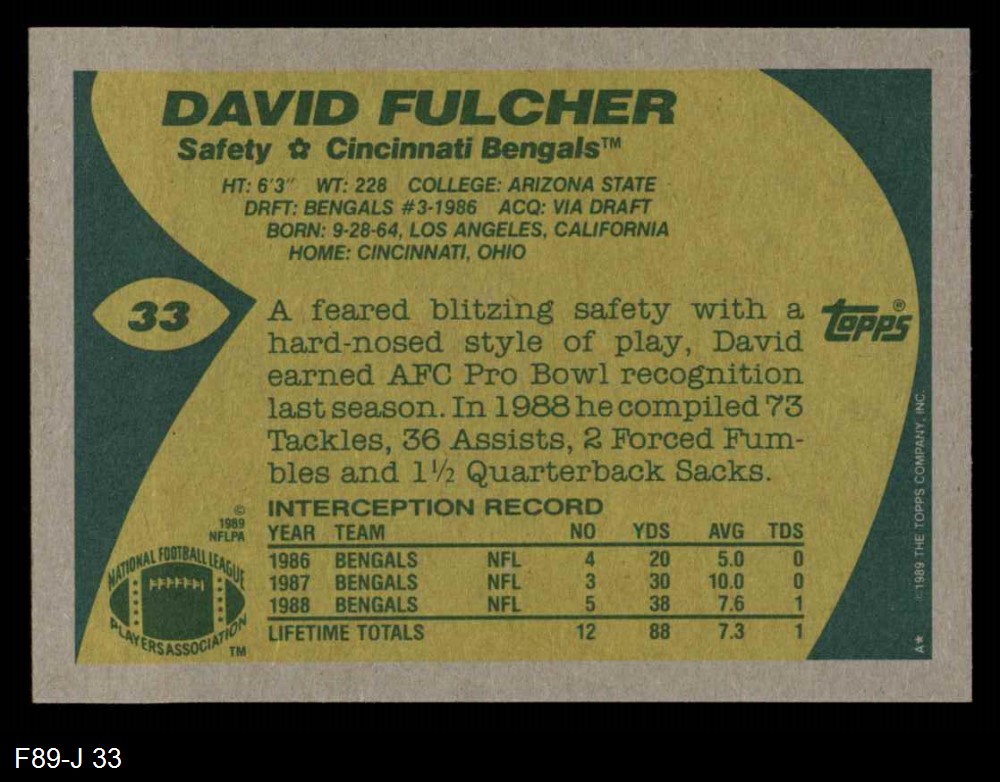 DAVID FULCHER
Safety ✿ Cincinnati Bengals™
HT: 6'3" WT: 228 COLLEGE: ARIZONA STATE
DRFT: BENGALS #3-1986 ACQ: VIA DRAFT
BORN: 9-28-64, LOS ANGELES, CALIFORNIA
HOME: CINCINNATI, OHIO
33
A feared blitzing safety with a
hard-nosed style of play, David
earned AFC Pro Bowl recognition
last season. In 1988 he compiled 73
Tackles, 36 Assists, 2 Forced Fum-
bles and 1½ Quarterback Sacks.
topps®
INTERCEPTION RECORD
YEAR TEAM NO YDS AVG TDS
1986 BENGALS NFL 4 20 5.0 0
1987 BENGALS NFL 3 30 10.0 0
1988 BENGALS NFL 5 38 7.6 1
LIFETIME TOTALS 12 88 7.3 1
©
1989
NFLPA
NATIONAL FOOTBALL LEAGUE
PLAYERS ASSOCIATION
TM
A* ©1989 THE TOPPS COMPANY, INC.
F89-J 33